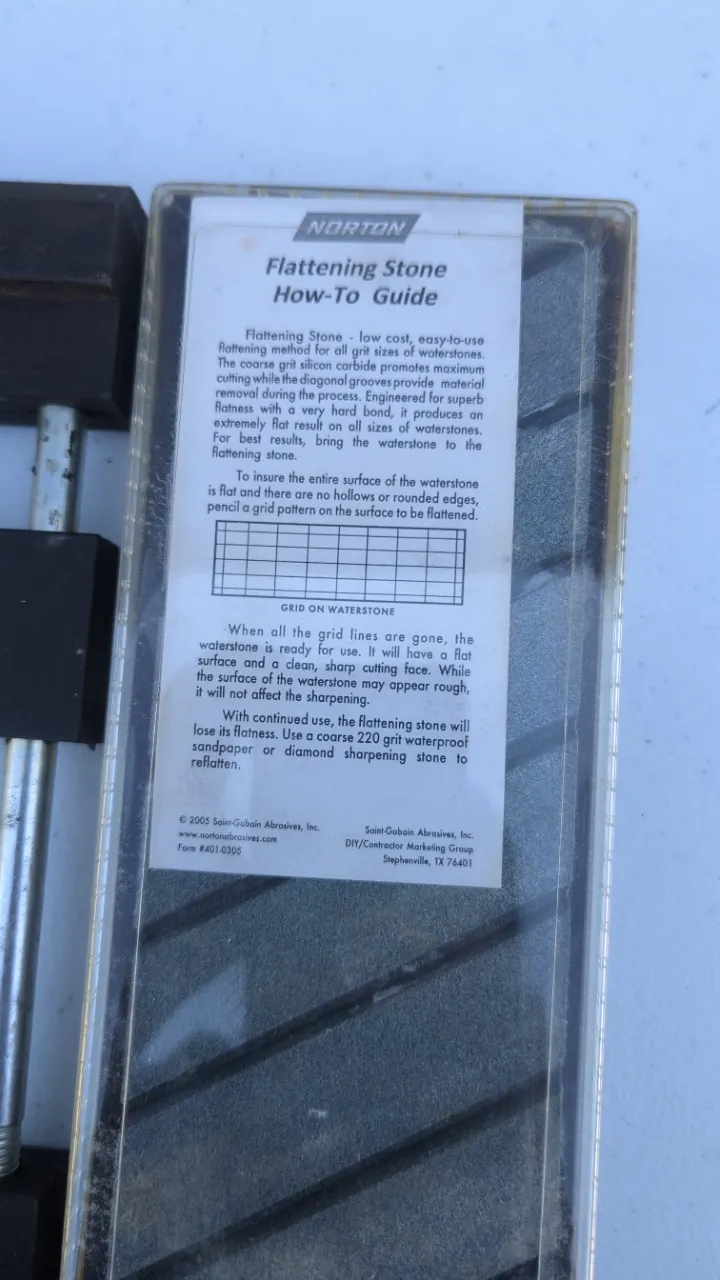 NORTON
Flattening Stone
How-To Guide
Flattening Stone - low cost, easy-to-use
flattening method for all grit sizes of waterstones.
The coarse grit silicon carbide promotes maximum
cutting while the diagonal grooves provide material
removal during the process. Engineered for superb
flatness with a very hard bond, it produces an
extremely flat result on all sizes of waterstones.
For best results, bring the waterstone to the
flattening stone.
To insure the entire surface of the waterstone
is flat and there are no hollows or rounded edges,
pencil a grid pattern on the surface to be flattened.
GRID ON WATERSTONE
When all the grid lines are gone, the
waterstone is ready for use. It will have a flat
surface and a clean, sharp cutting face. While
the surface of the waterstone may appear rough,
it will not affect the sharpening.
With continued use, the flattening stone will
lose its flatness. Use a coarse 220 grit waterproof
sandpaper or diamond sharpening stone to
reflatten.
© 2005 Saint-Gobain Abrasives, Inc.
www.nortonabrasives.com
Form #401-0305
Saint-Gobain Abrasives, Inc.
DIY/Contractor Marketing Group
Stephenville, TX 76401